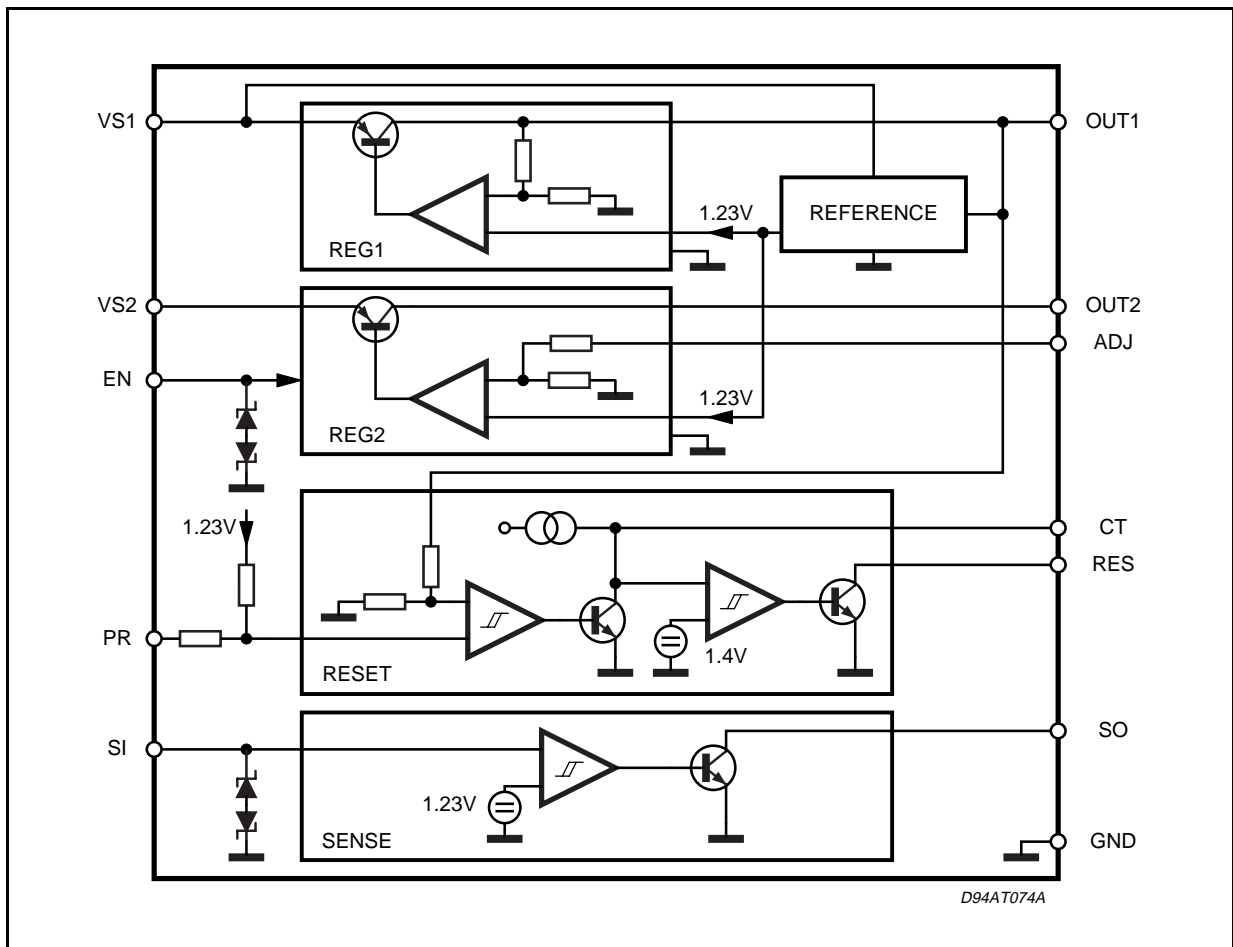 VS1
OUT1
REFERENCE
1.23V
REG1
VS2
OUT2
ADJ
EN
1.23V
REG2
1.23V
CT
RES
PR
1.4V
RESET
SI
SO
1.23V
SENSE
GND
D94AT074A